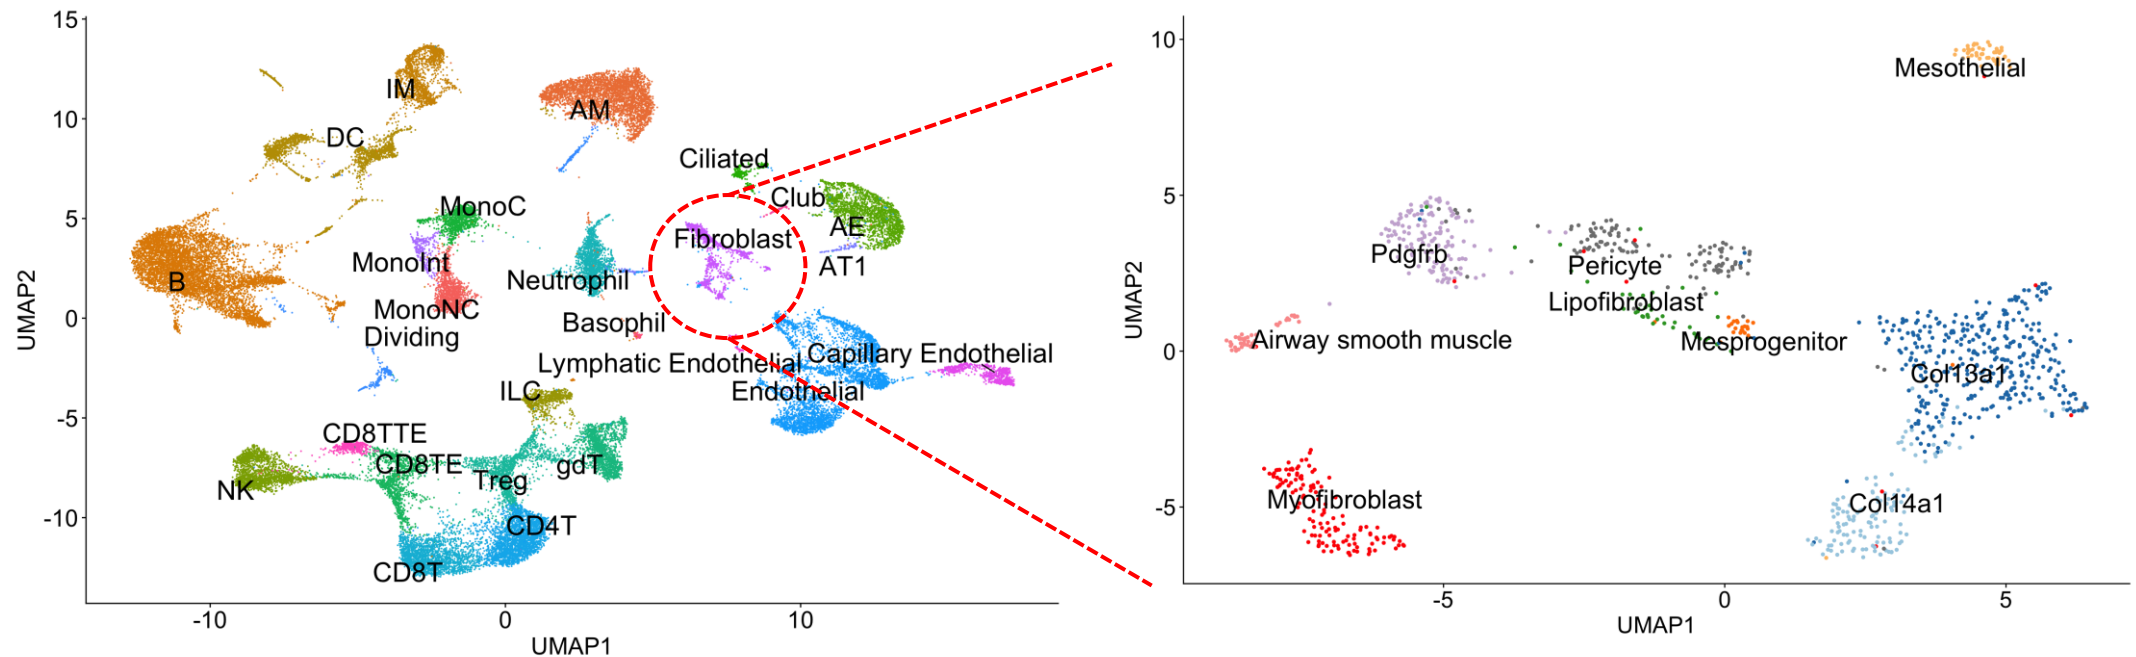 15
10
5
0
-5
-10
UMAP2
-10
0
10
UMAP1
IM
AM
DC
Ciliated
Club
MonoC
AE
Fibroblast
MonoInt
AT1
B
Neutrophil
MonoNC
Basophil
Dividing
Lymphatic Endothelial
Capillary Endothelial
Endothelial
ILC
CD8TTE
CD8TE
gdT
Treg
NK
CD4T
CD8T
10
5
0
-5
UMAP2
-5
0
5
UMAP1
Mesothelial
Pdgfrb
Pericyte
Lipofibroblast
Airway smooth muscle
Mesprogenitor
Col13a1
Myofibroblast
Col14a1